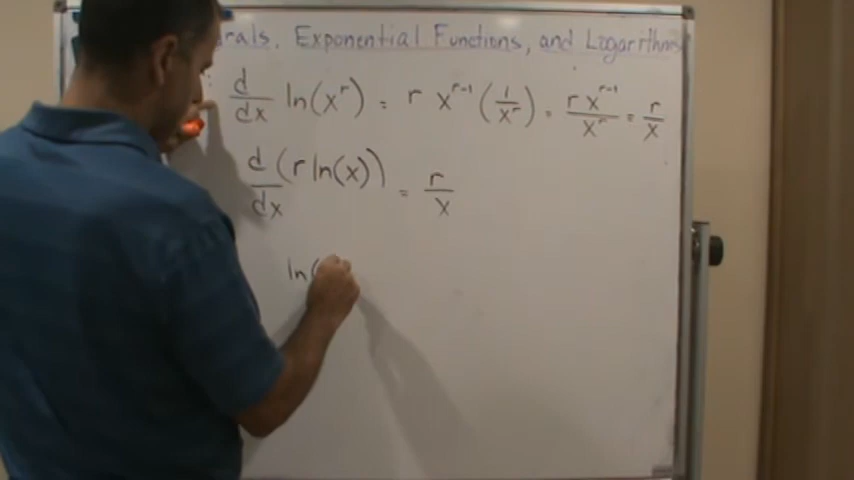 rals, Exponential Functions, and Logarithms
d/dx ln(x^r) = r x^{r-1} (1/x^r) = r x^{r-1}/x^r = r/x
d/dx (r ln(x)) = r/x
ln(